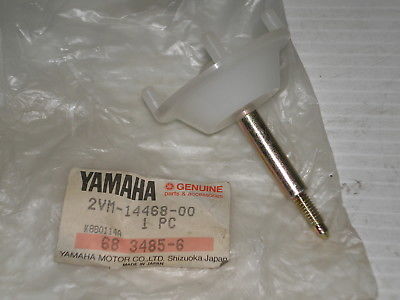 YAMAHA GENUINE
parts & accessories
2VM-14468-00
1 PC
X880114A
68 3485-6
YAMAHA MOTOR CO., LTD. Shizuoka Japan
MADE IN JAPAN